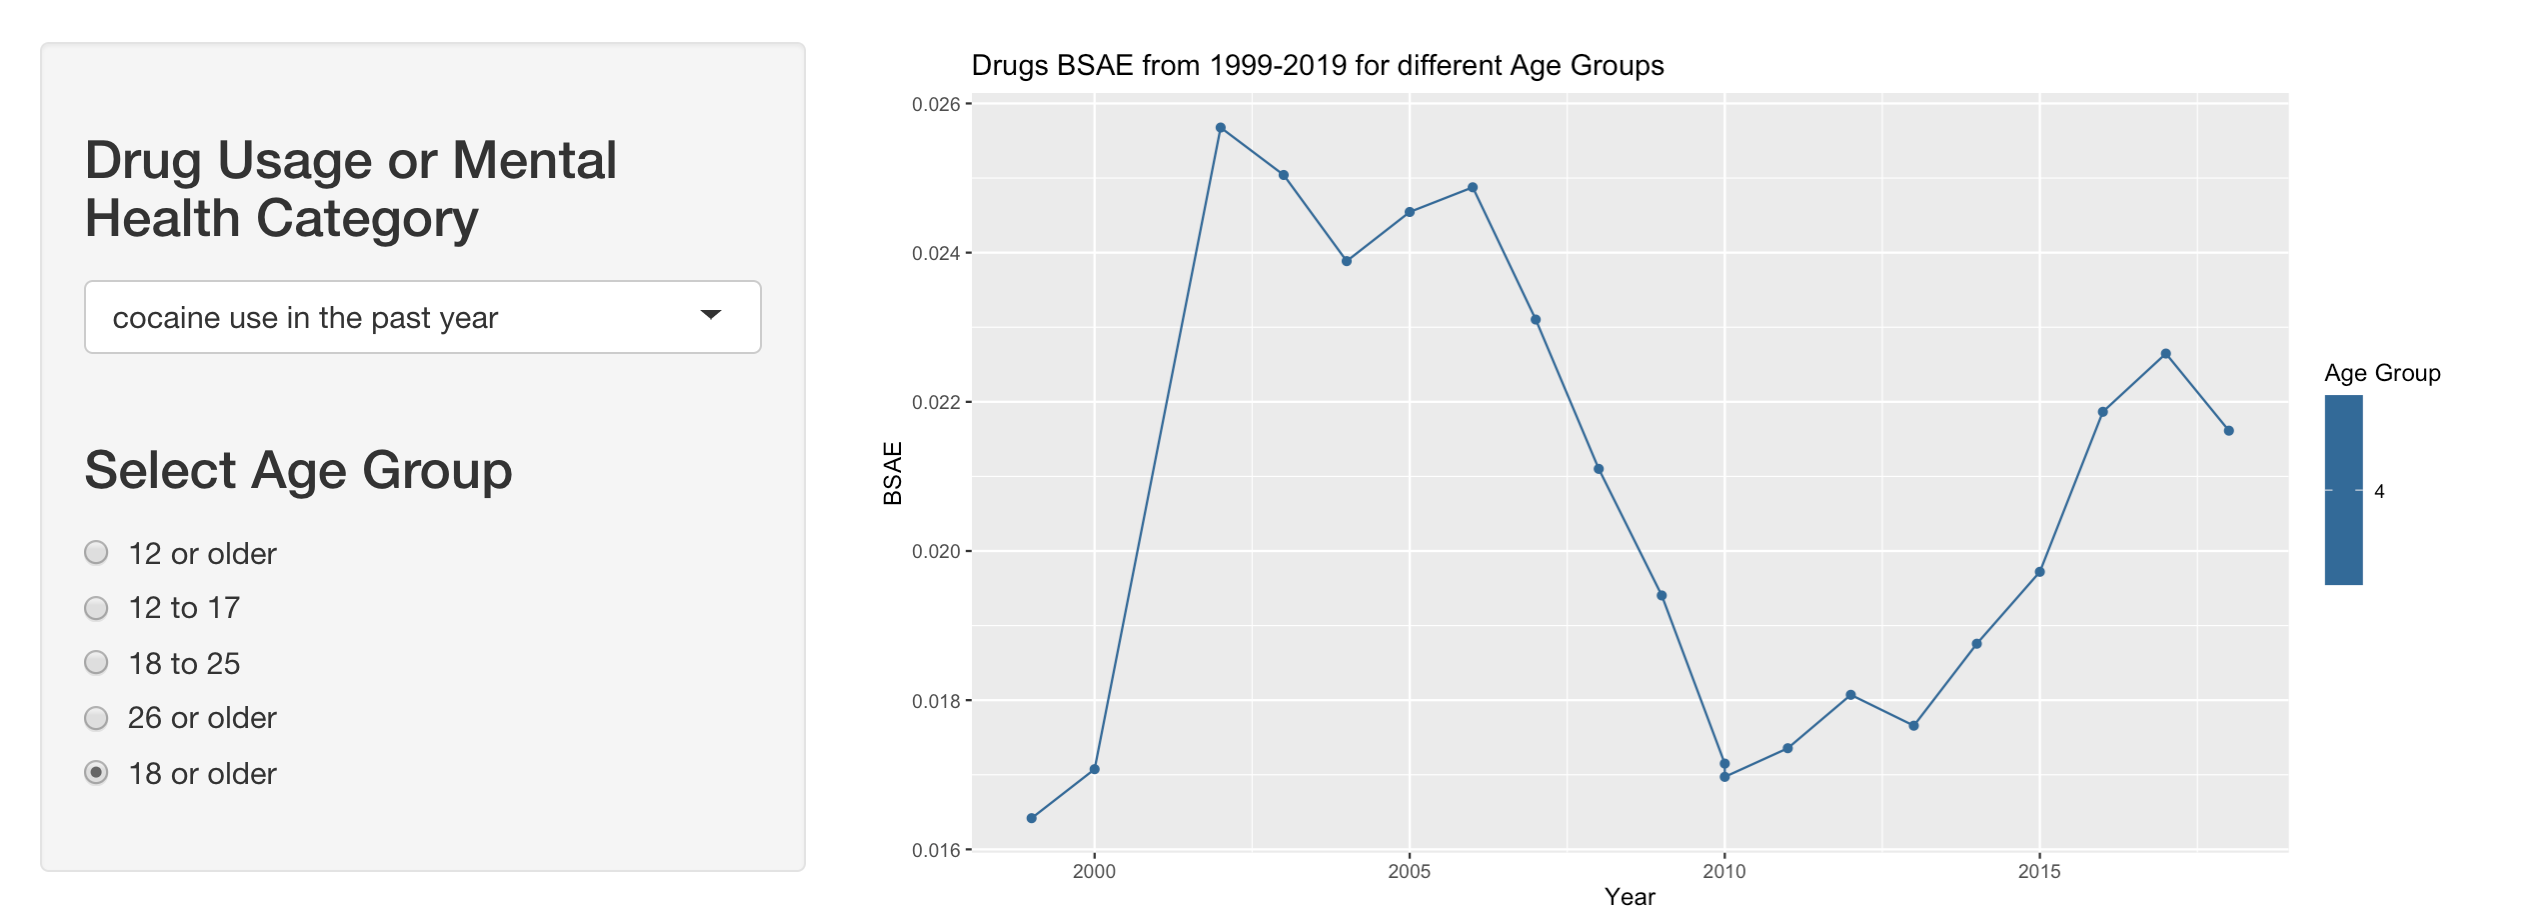 Drug Usage or Mental
Health Category
cocaine use in the past year
Select Age Group
12 or older
12 to 17
18 to 25
26 or older
18 or older
Drugs BSAE from 1999-2019 for different Age Groups
0.026
0.024
0.022
0.020
0.018
0.016
BSAE
2000
2005
2010
2015
Year
Age Group
4